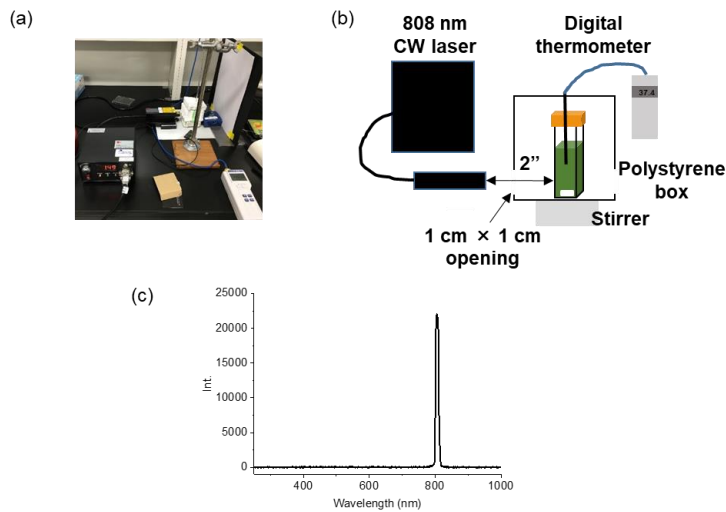 (a)
(b)
808 nm
CW laser
Digital
thermometer
37.4
2’’
Polystyrene
box
Stirrer
1 cm × 1 cm
opening
(c)
25000
20000
15000
10000
5000
0
Int.
400
600
800
1000
Wavelength (nm)